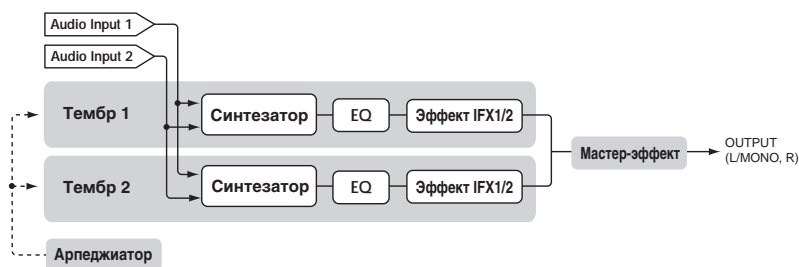 Audio Input 1
Audio Input 2
Тембр 1
Синтезатор
EQ
Эффект IFX1/2
Мастер-эффект
OUTPUT
(L/MONO, R)
Тембр 2
Синтезатор
EQ
Эффект IFX1/2
Арпеджиатор